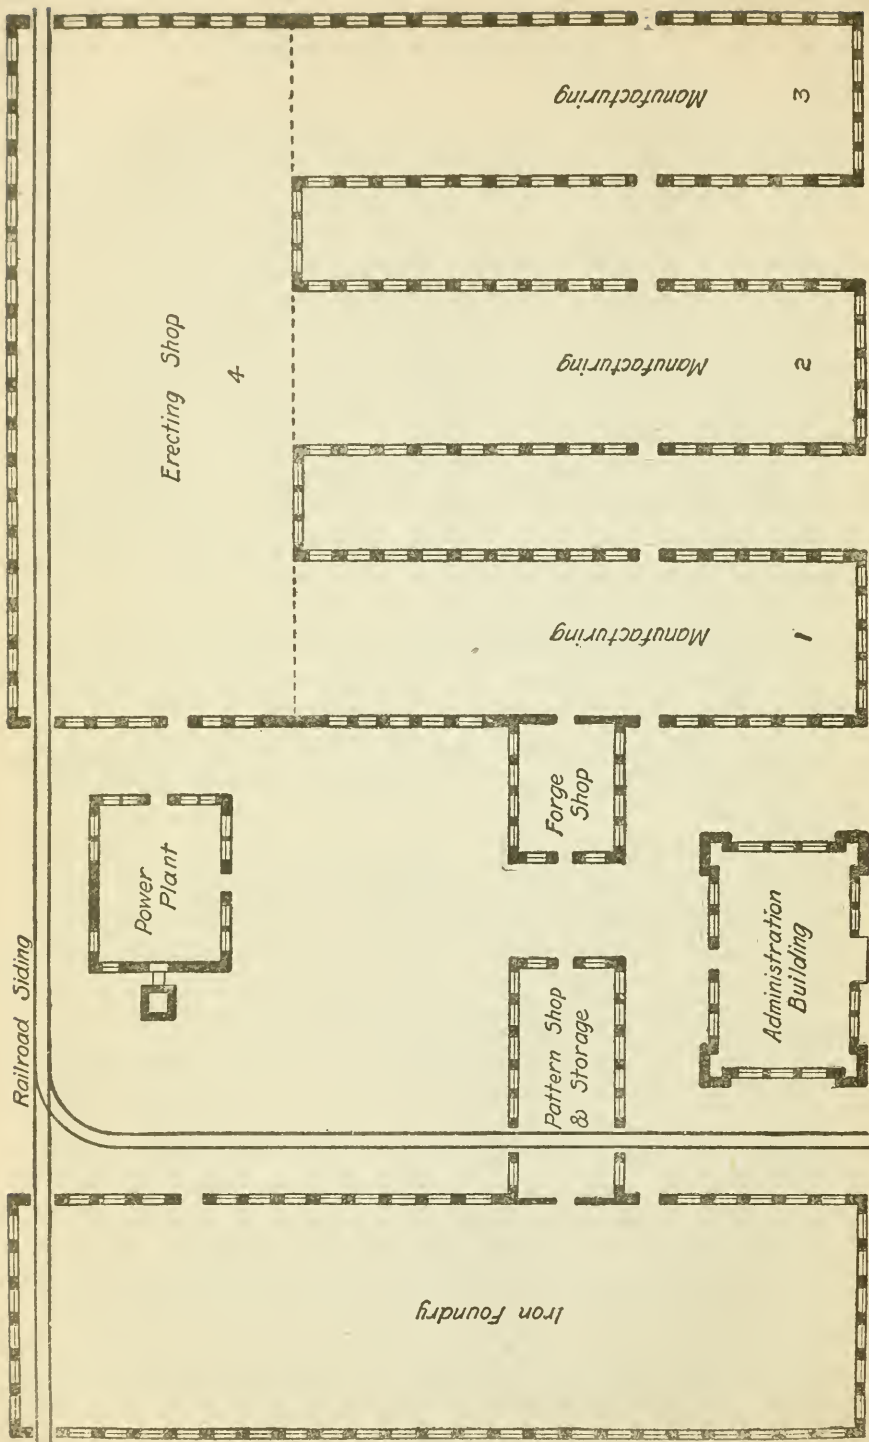 Railroad Siding
Erecting Shop
4
Manufacturing
3
Manufacturing
2
Manufacturing
1
Power
Plant
Forge
Shop
Pattern Shop
& Storage
Administration
Building
Iron Foundry